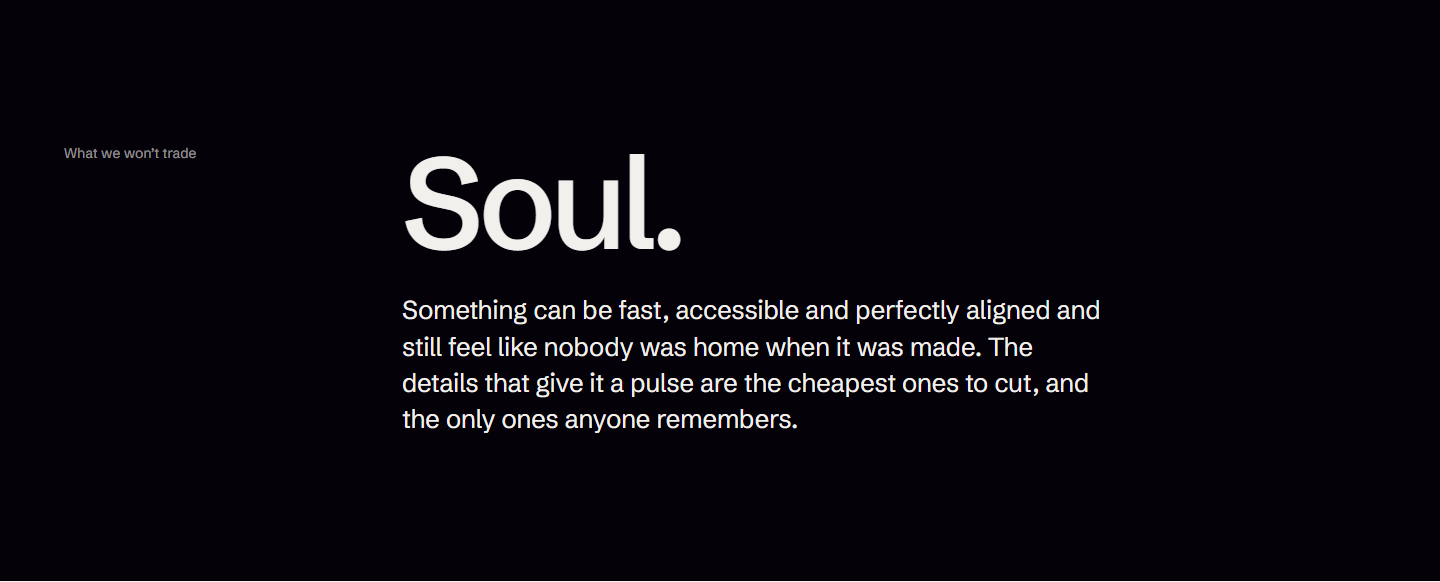 What we won't trade
Soul.
Something can be fast, accessible and perfectly aligned and
still feel like nobody was home when it was made. The
details that give it a pulse are the cheapest ones to cut, and
the only ones anyone remembers.